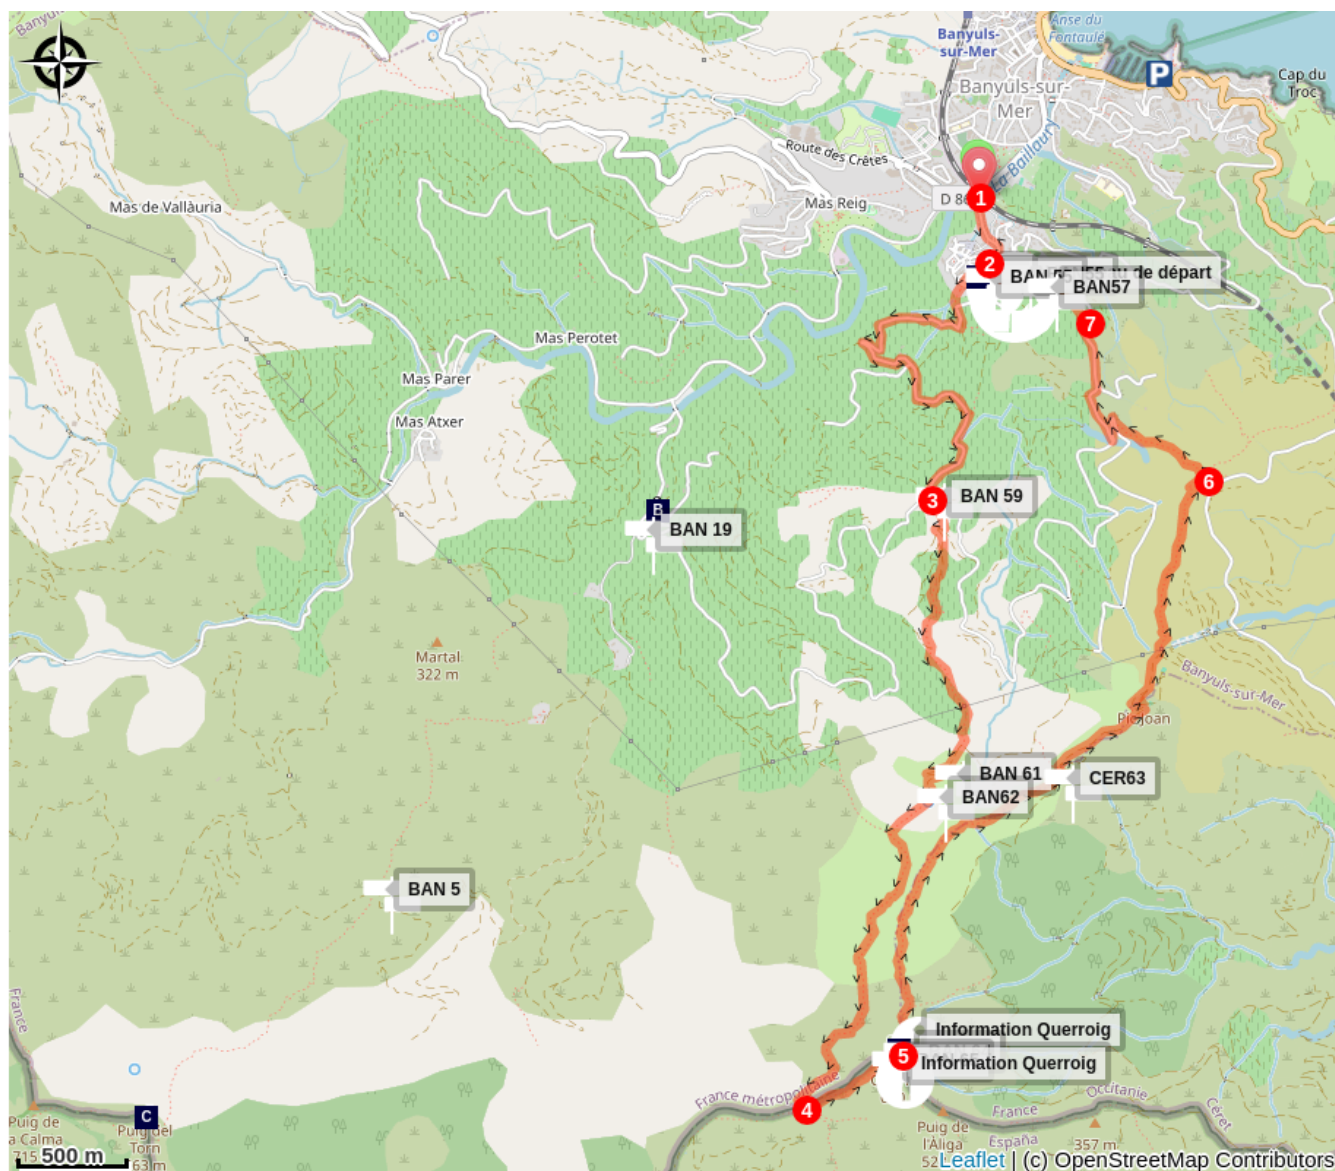 Banyuls-
sur-Mer
Anse du
Fontaulé
P
Cap du
Troc
Banyuls-sur-
Mer
La Baillaury
Route des Crêtes
Mas Reig
Mas de Vallàuria
1
2
BAN57
de départ
7
Mas Perotet
Mas Parer
Mas Atxer
6
3
BAN 59
B
BAN 19
Martal
322 m
Banyuls-sur-Mer
Picjoan
BAN 61
CER63
BAN62
BAN 5
France
Information Querroig
5
Information Querroig
France métropolitaine
4
Occitanie
France
España
Céret
C
Puig de
a Calma
715
Puig del
Torn
63 m
Puig de
l'Àliga
52
357 m
500 m
Leaflet | (c) OpenStreetMap Contributors